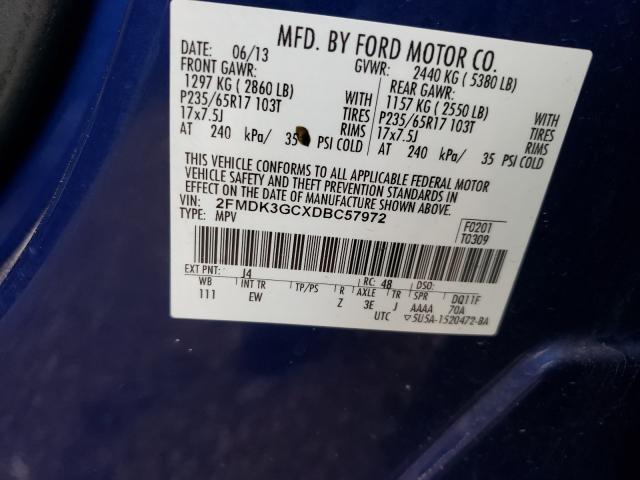 MFD. BY FORD MOTOR CO.
DATE: 06/13 GVWR: 2440 KG ( 5380 LB)
FRONT GAWR: REAR GAWR:
1297 KG ( 2860 LB) WITH 1157 KG ( 2550 LB) WITH
P235/65R17 103T TIRES P235/65R17 103T TIRES
17x7.5J RIMS 17x7.5J RIMS
AT 240 kPa/ 35 PSI COLD AT 240 kPa/ 35 PSI COLD
THIS VEHICLE CONFORMS TO ALL APPLICABLE FEDERAL MOTOR
VEHICLE SAFETY AND THEFT PREVENTION STANDARDS IN
EFFECT ON THE DATE OF MANUFACTURE SHOWN ABOVE.
VIN: 2FMDK3GCXDBC57972 F0201
TYPE: MPV T0309
EXT PNT: J4 RC: 48 DSO:
WB INT TR TP/PS R AXLE TR SPR DQ11F
111 EW Z 3E J AAAA 70A
UTC ▽5U5A-1520472-BA